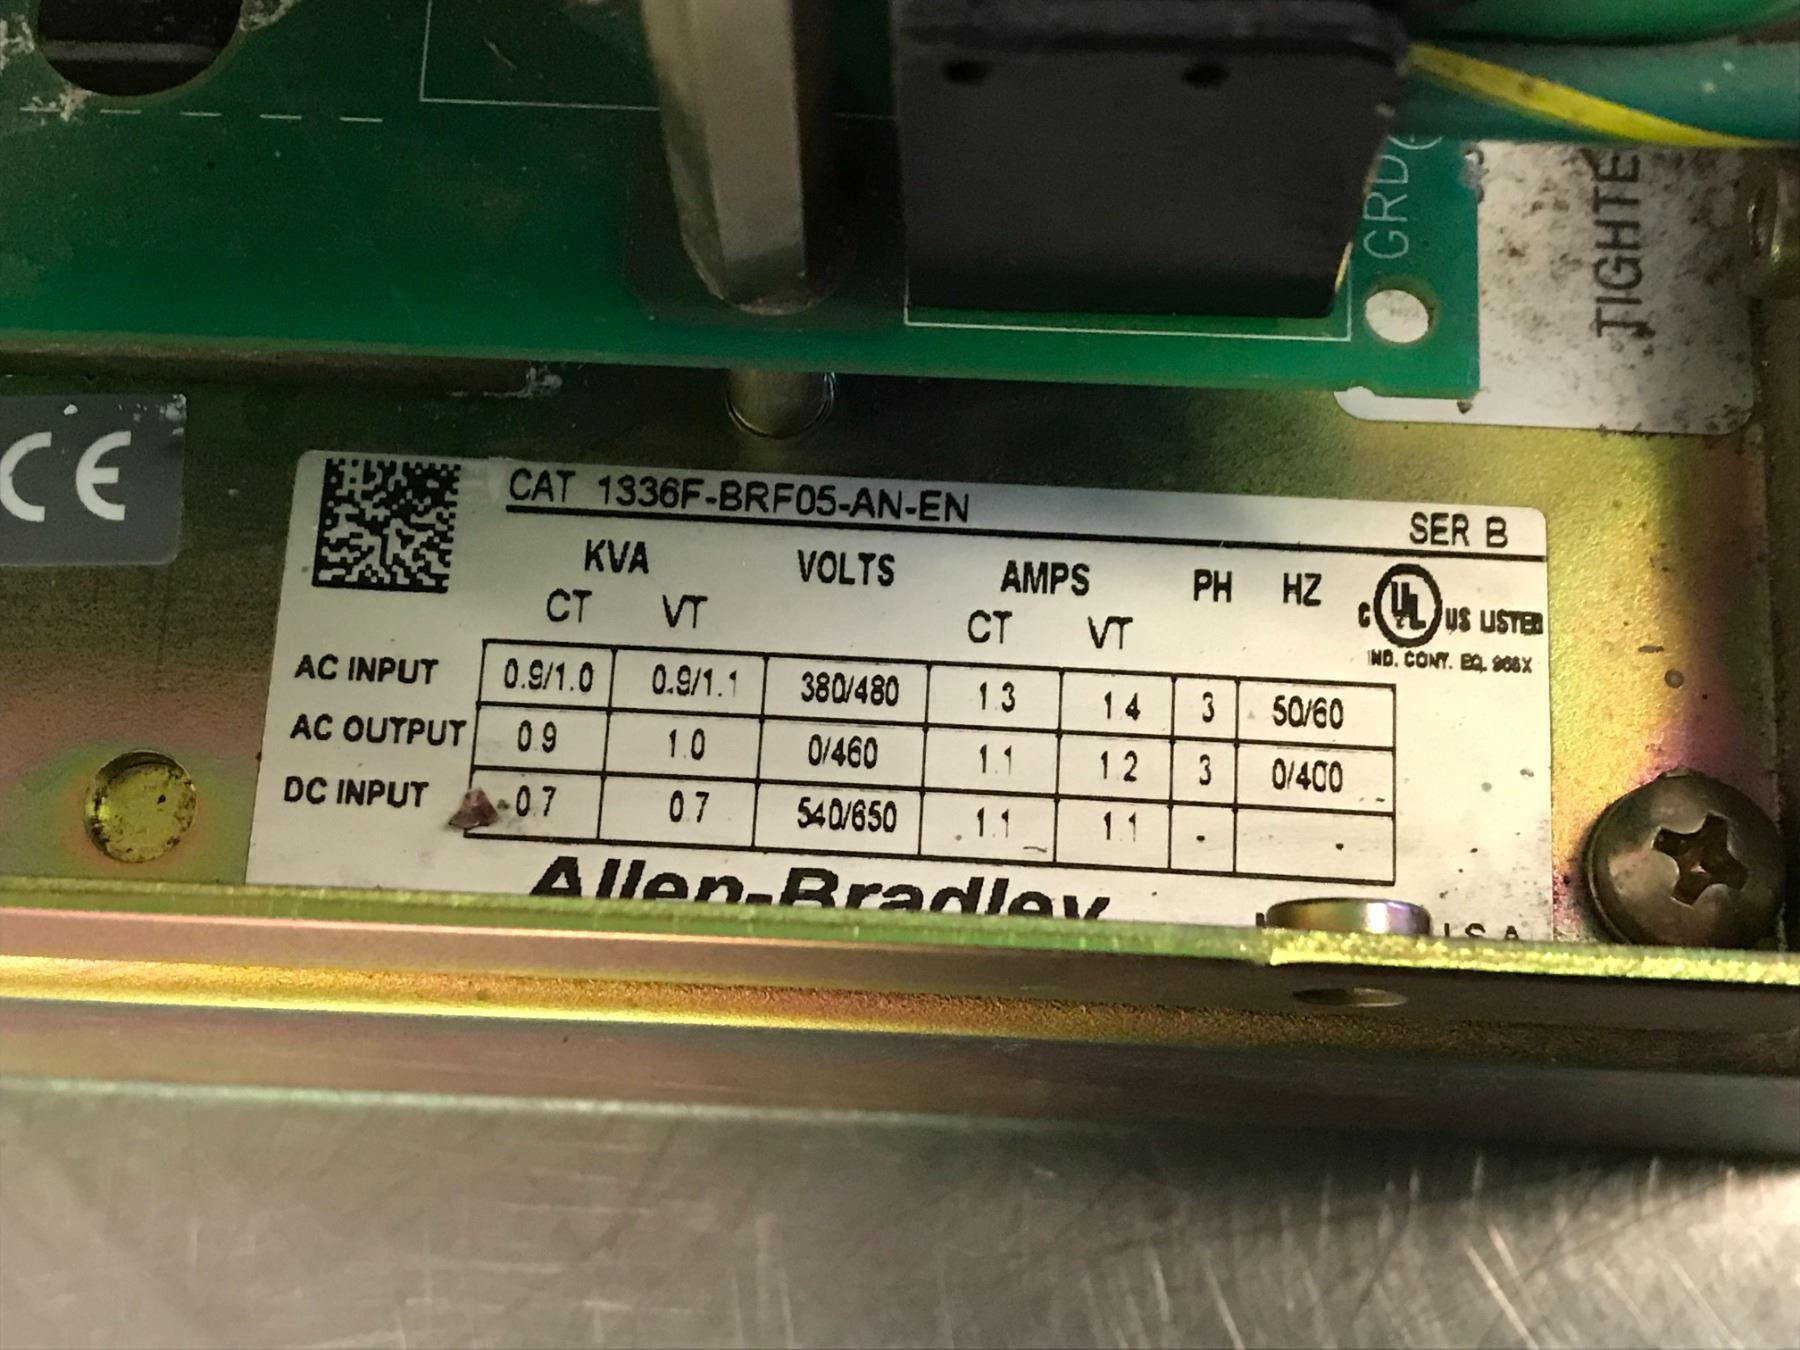 GRD(
TIGHTE
CE
CAT 1336F-BRF05-AN-EN
SER B
KVA VOLTS AMPS PH HZ
CT VT CT VT
C UL US LISTED
IND. CONT. EQ. 966X
AC INPUT 0.9/1.0 0.9/1.1 380/480 1.3 1.4 3 50/60
AC OUTPUT 0.9 1.0 0/460 1.1 1.2 3 0/400
DC INPUT 0.7 0.7 540/650 1.1 1.1 - -
Allen-Bradley
U.S.A